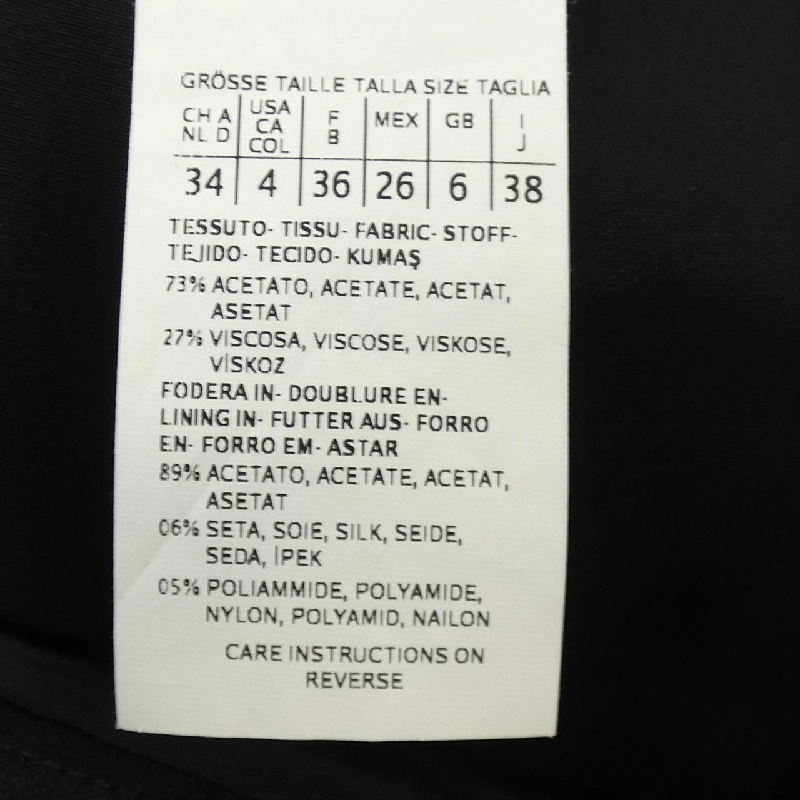 GRÖSSE TAILLE TALLA SIZE TAGLIA
CH A NL D | USA CA COL | F B | MEX | GB | I J
34 | 4 | 36 | 26 | 6 | 38
TESSUTO- TISSU- FABRIC- STOFF-
TEJIDO- TECIDO- KUMAŞ
73% ACETATO, ACETATE, ACETAT,
ASETAT
27% VISCOSA, VISCOSE, VISKOSE,
VİSKOZ
FODERA IN- DOUBLURE EN-
LINING IN- FUTTER AUS- FORRO
EN- FORRO EM- ASTAR
89% ACETATO, ACETATE, ACETAT,
ASETAT
06% SETA, SOIE, SILK, SEIDE,
SEDA, İPEK
05% POLIAMMIDE, POLYAMIDE,
NYLON, POLYAMID, NAILON
CARE INSTRUCTIONS ON
REVERSE